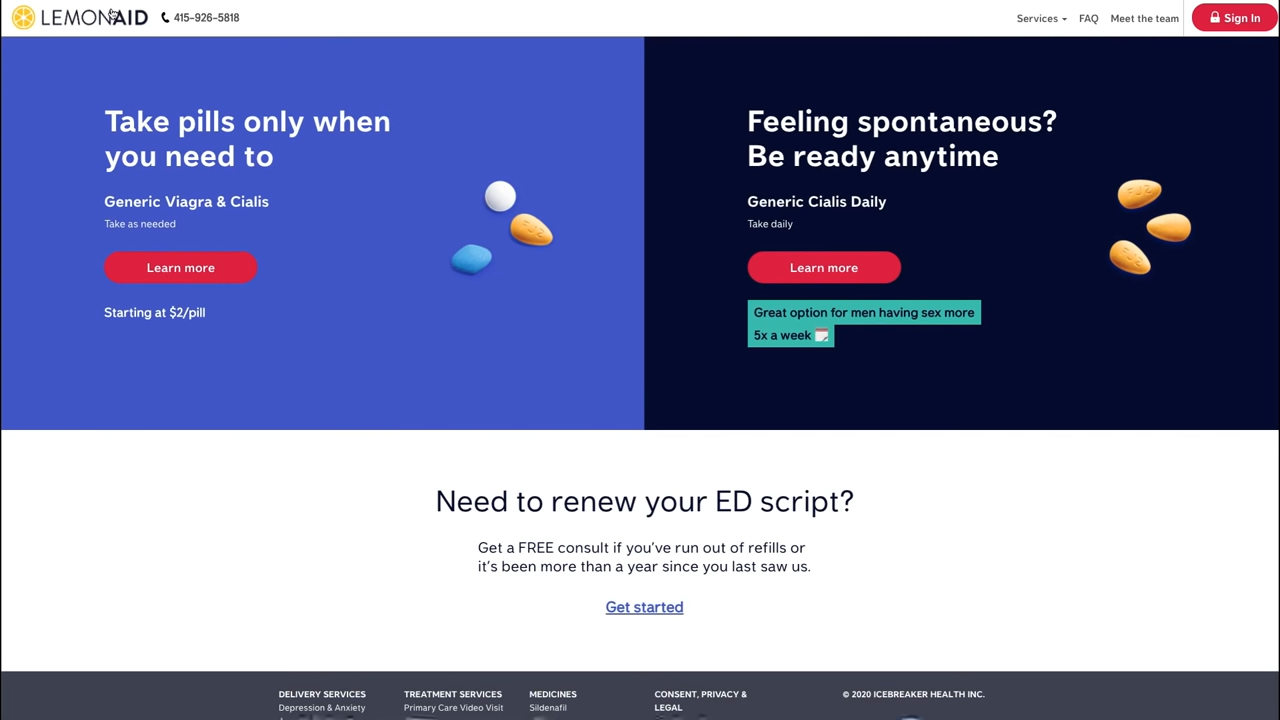 LEMONAID 415-926-5818 Services FAQ Meet the team Sign In
Take pills only when
you need to
Generic Viagra & Cialis
Take as needed
Learn more
Starting at $2/pill
Feeling spontaneous?
Be ready anytime
Generic Cialis Daily
Take daily
Learn more
Great option for men having sex more
5x a week
Need to renew your ED script?
Get a FREE consult if you've run out of refills or
it's been more than a year since you last saw us.
Get started
DELIVERY SERVICES
Depression & Anxiety
TREATMENT SERVICES
Primary Care Video Visit
MEDICINES
Sildenafil
CONSENT, PRIVACY &
LEGAL
© 2020 ICEBREAKER HEALTH INC.